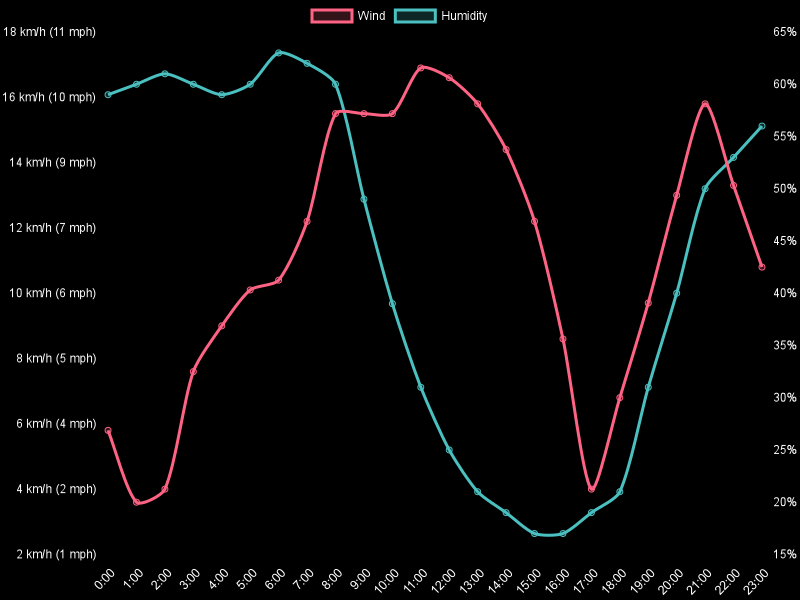 Wind Humidity
18 km/h (11 mph) 65%
16 km/h (10 mph) 60%
14 km/h (9 mph) 55%
12 km/h (7 mph) 50%
10 km/h (6 mph) 45%
8 km/h (5 mph) 40%
6 km/h (4 mph) 35%
4 km/h (2 mph) 30%
2 km/h (1 mph) 25%
20%
15%
0:00 1:00 2:00 3:00 4:00 5:00 6:00 7:00 8:00 9:00 10:00 11:00 12:00 13:00 14:00 15:00 16:00 17:00 18:00 19:00 20:00 21:00 22:00 23:00